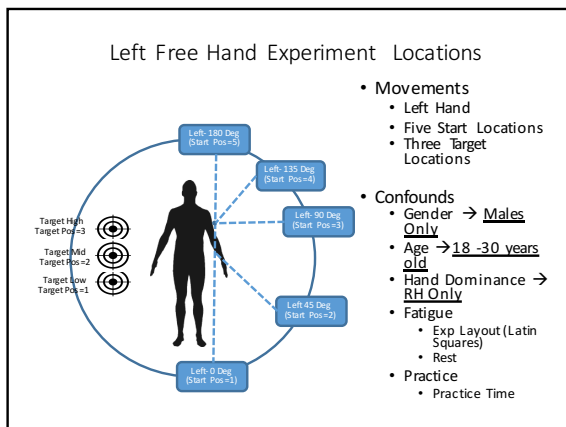 Left Free Hand Experiment Locations
Left- 180 Deg
(Start Pos=5)
Left- 135 Deg
(Start Pos=4)
Left- 90 Deg
(Start Pos=3)
Left 45 Deg
(Start Pos=2)
Left- 0 Deg
(Start Pos=1)
Target High
Target Pos=3
Target Mid
Target Pos=2
Target Low
Target Pos=1
• Movements
• Left Hand
• Five Start Locations
• Three Target
Locations
• Confounds
• Gender → Males
Only
• Age → 18 -30 years
old
• Hand Dominance →
RH Only
• Fatigue
• Exp Layout (Latin
Squares)
• Rest
• Practice
• Practice Time